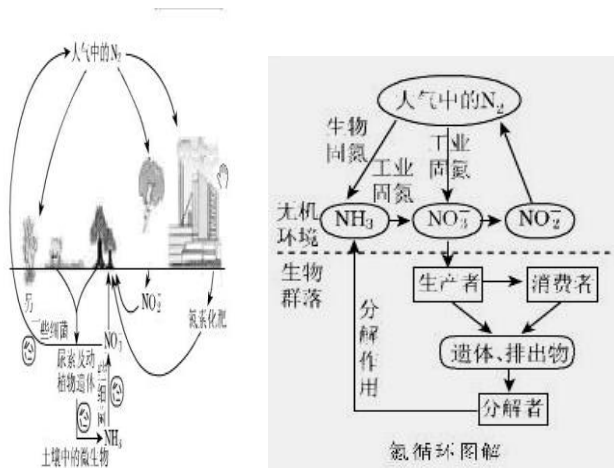 大气中的N₂
NO₂⁻
氮素化肥
另
一些细菌
NO₃⁻
尿素及动
植物遗体
些细菌
NH₃
土壤中的微生物
大气中的N₂
生物
固氮
工业
固氮
工业
固氮
无机
环境
NH₃
NO₃⁻
NO₂⁻
生物
群落
生产者
消费者
分解作用
遗体、排出物
分解者
氮循环图解